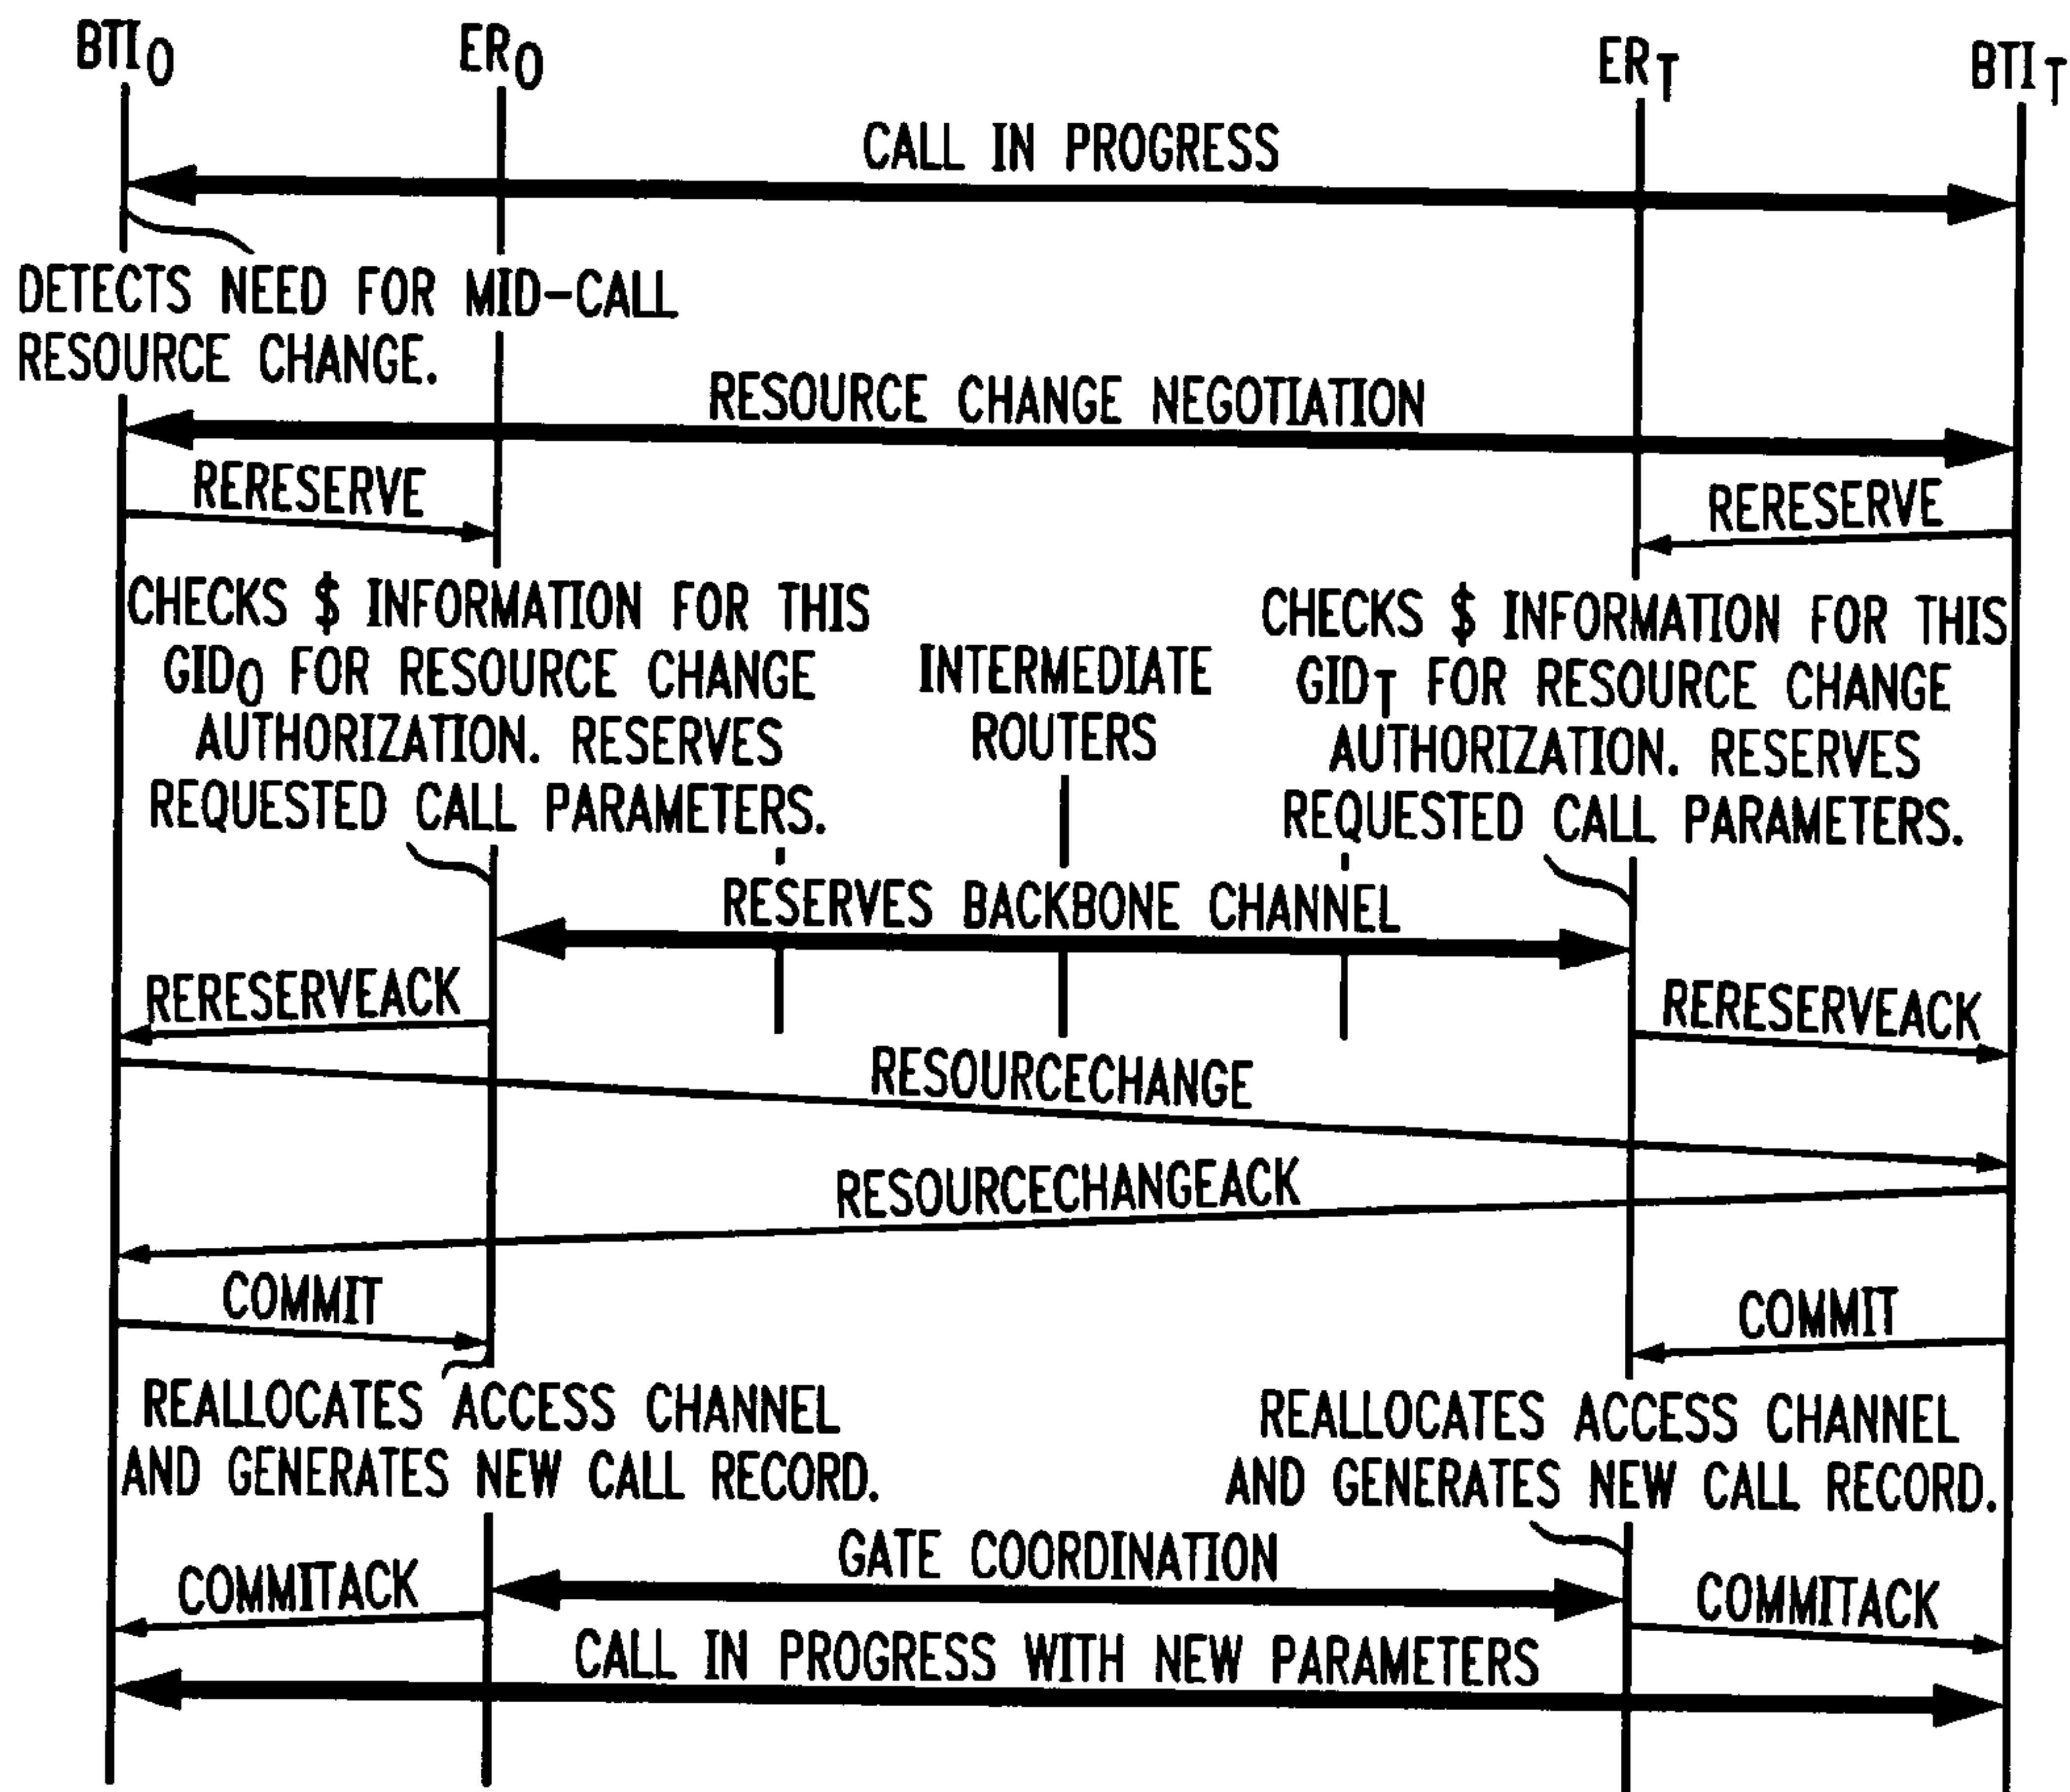 BTIO ERO ERT BTIT
CALL IN PROGRESS
DETECTS NEED FOR MID-CALL
RESOURCE CHANGE.
RESOURCE CHANGE NEGOTIATION
RERESERVE
RERESERVE
CHECKS $ INFORMATION FOR THIS
GIDO FOR RESOURCE CHANGE
AUTHORIZATION. RESERVES
REQUESTED CALL PARAMETERS.
INTERMEDIATE
ROUTERS
CHECKS $ INFORMATION FOR THIS
GIDT FOR RESOURCE CHANGE
AUTHORIZATION. RESERVES
REQUESTED CALL PARAMETERS.
RESERVES BACKBONE CHANNEL
RERESERVEACK
RERESERVEACK
RESOURCECHANGE
RESOURCECHANGEACK
COMMIT
COMMIT
REALLOCATES ACCESS CHANNEL
AND GENERATES NEW CALL RECORD.
REALLOCATES ACCESS CHANNEL
AND GENERATES NEW CALL RECORD.
GATE COORDINATION
COMMITACK
COMMITACK
CALL IN PROGRESS WITH NEW PARAMETERS